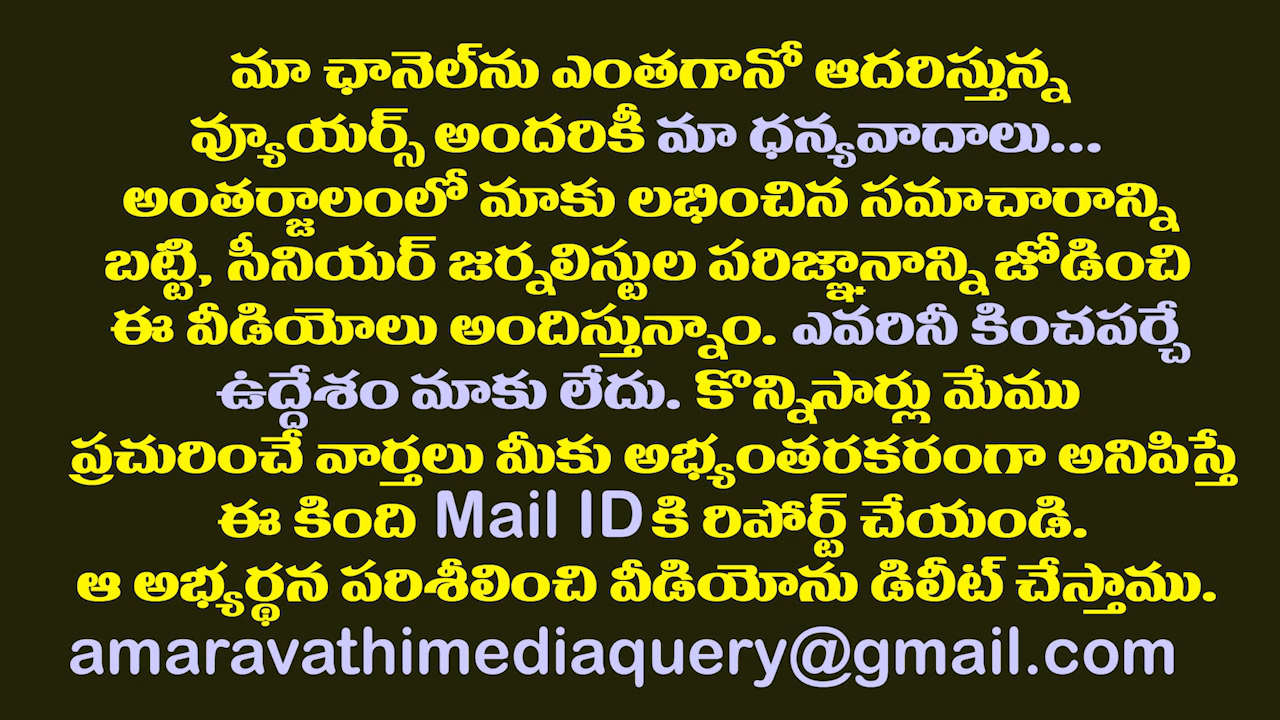 మా ఛానెల్‌ను ఎంతగానో ఆదరిస్తున్న
వ్యూయర్స్ అందరికీ మా ధన్యవాదాలు...
అంతర్జాలంలో మాకు లభించిన సమాచారాన్ని
బట్టి, సీనియర్ జర్నలిస్టుల పరిజ్ఞానాన్ని జోడించి
ఈ వీడియోలు అందిస్తున్నాం. ఎవరినీ కించపర్చే
ఉద్దేశం మాకు లేదు. కొన్నిసార్లు మేము
ప్రచురించే వార్తలు మీకు అభ్యంతరకరంగా అనిపిస్తే
ఈ కింది Mail ID కి రిపోర్ట్ చేయండి.
ఆ అభ్యర్థన పరిశీలించి వీడియోను డిలీట్ చేస్తాము.
amaravathimediaquery@gmail.com